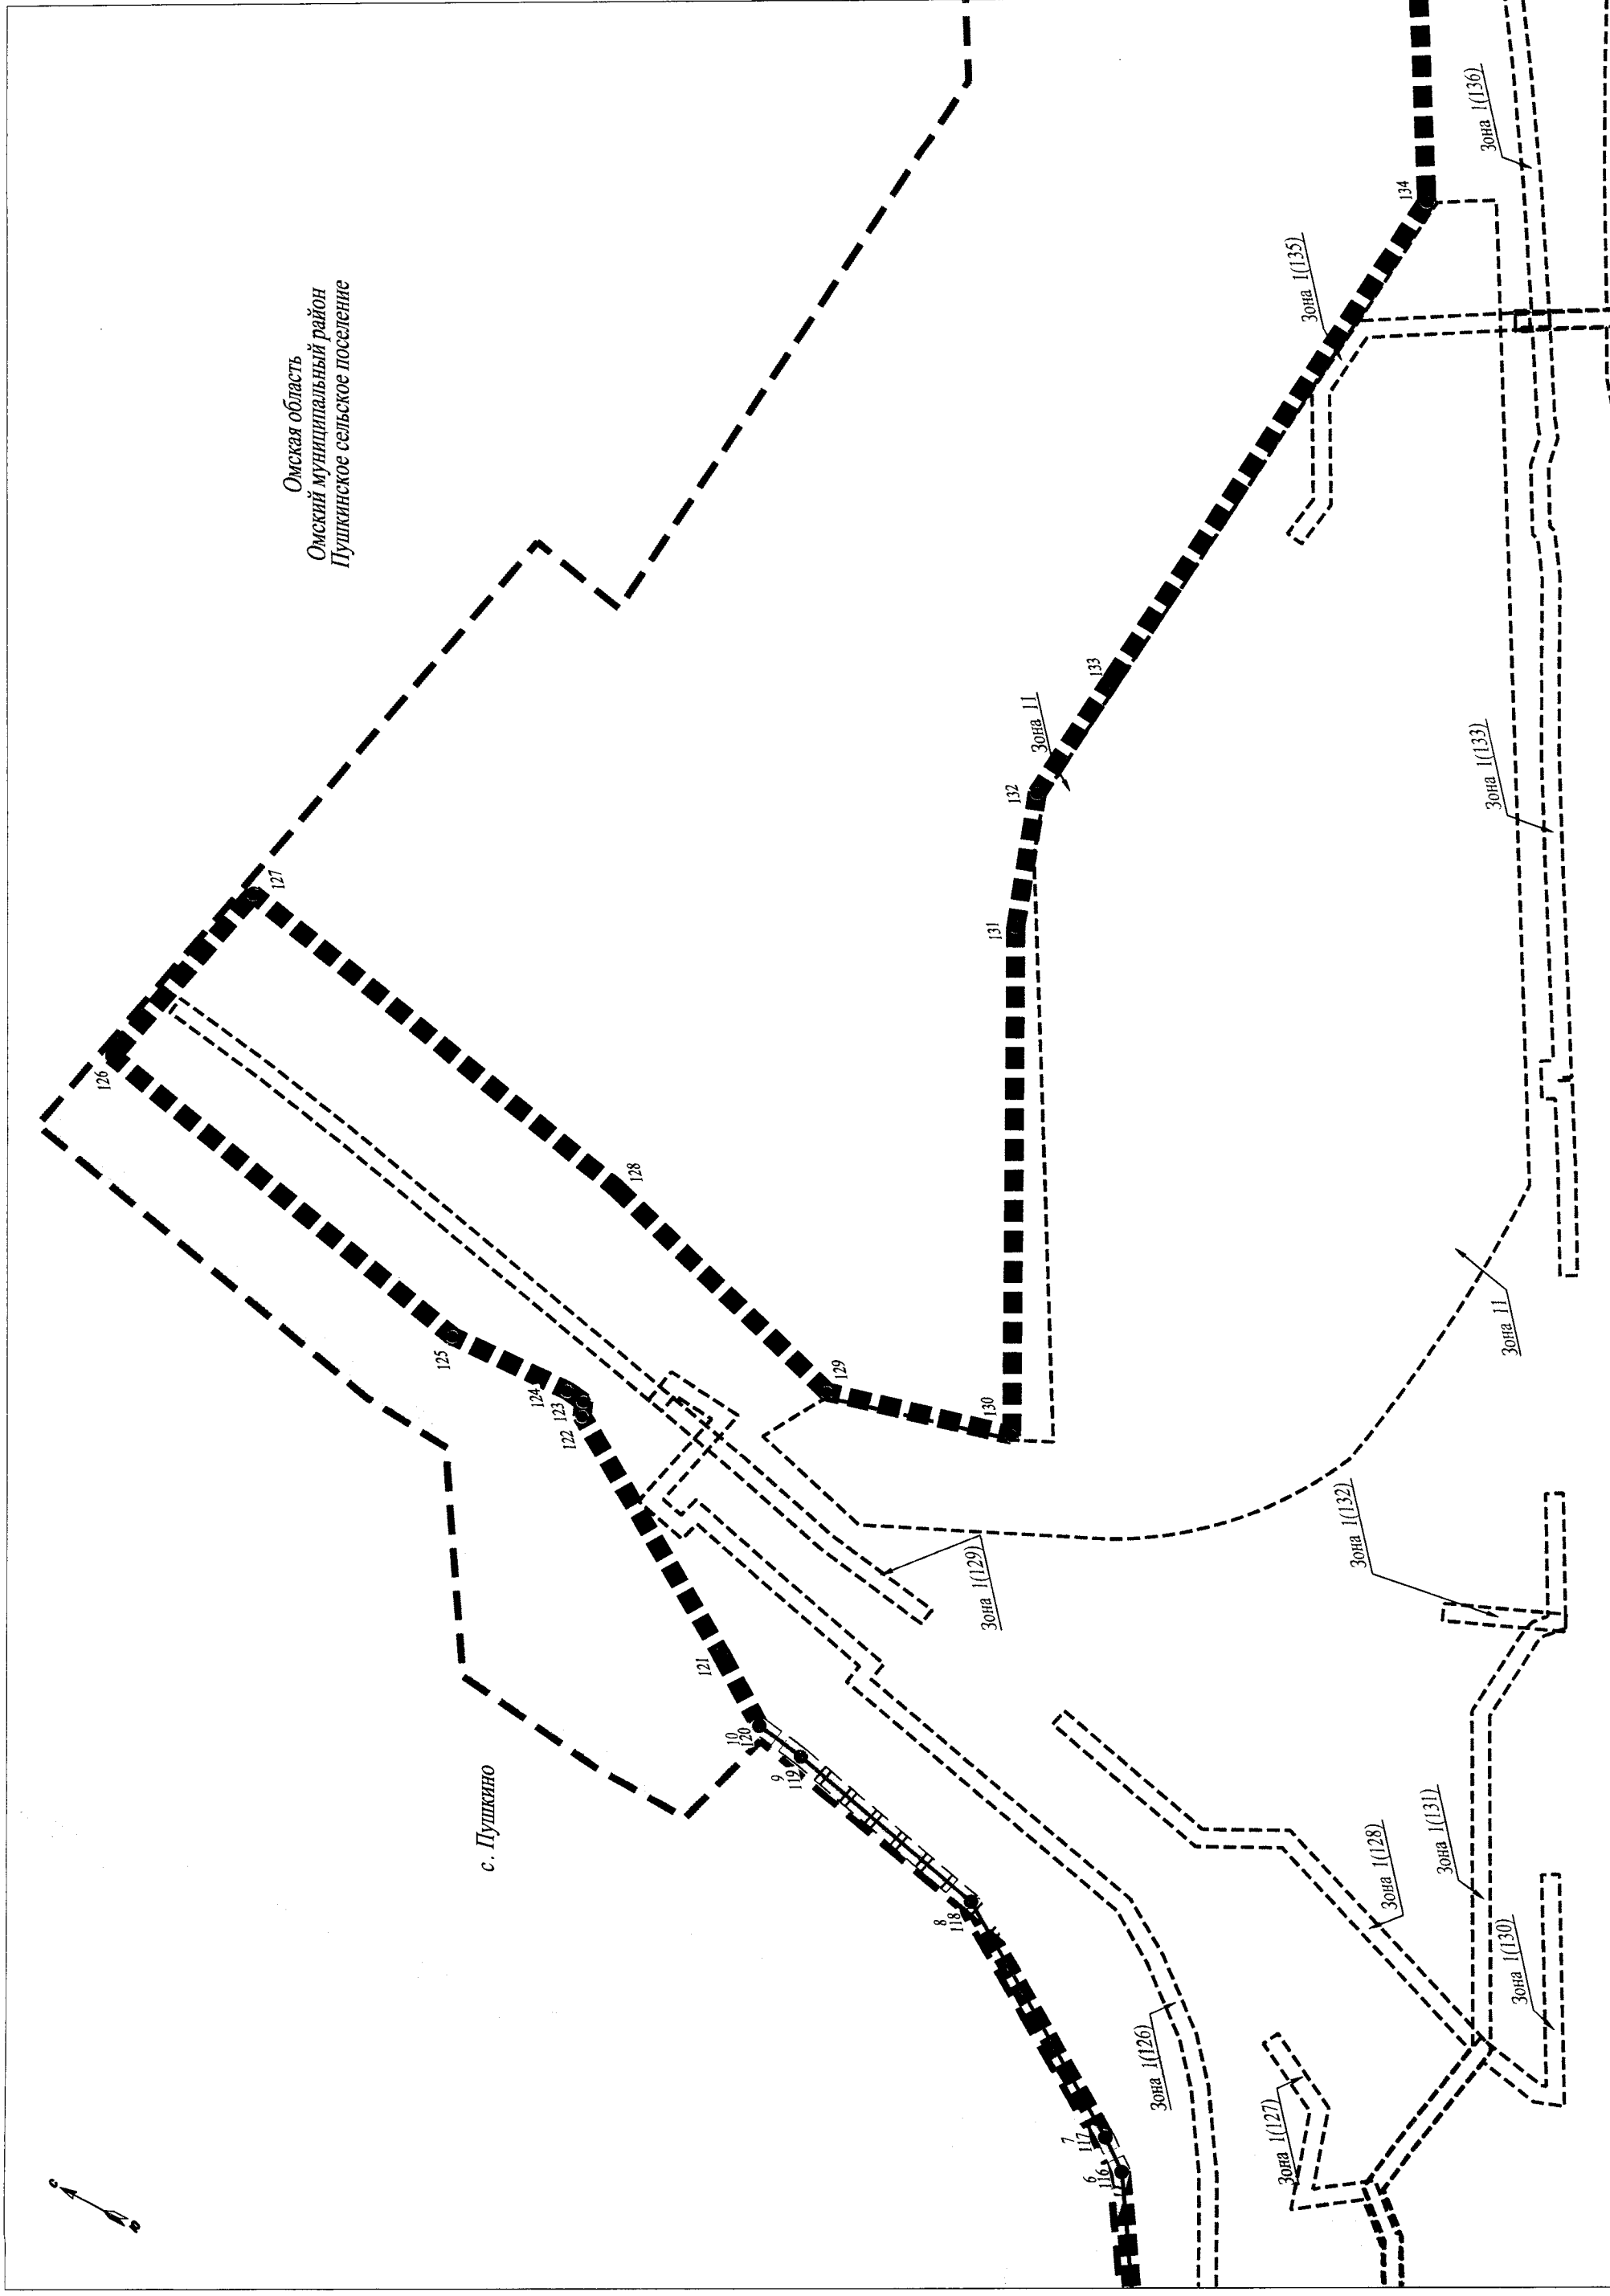 Омская область
Омский муниципальный район
Пушкинское сельское поселение
с. Пушкино
с
ю
126
127
125
124
123
122
128
129
130
121
10
120
9
119
8
118
7
117
6
116
131
132
133
134
Зона 11
Зона 1(135)
Зона 1(136)
Зона 1(133)
Зона 11
Зона 1(129)
Зона 1(132)
Зона 1(131)
Зона 1(128)
Зона 1(130)
Зона 1(126)
Зона 1(127)